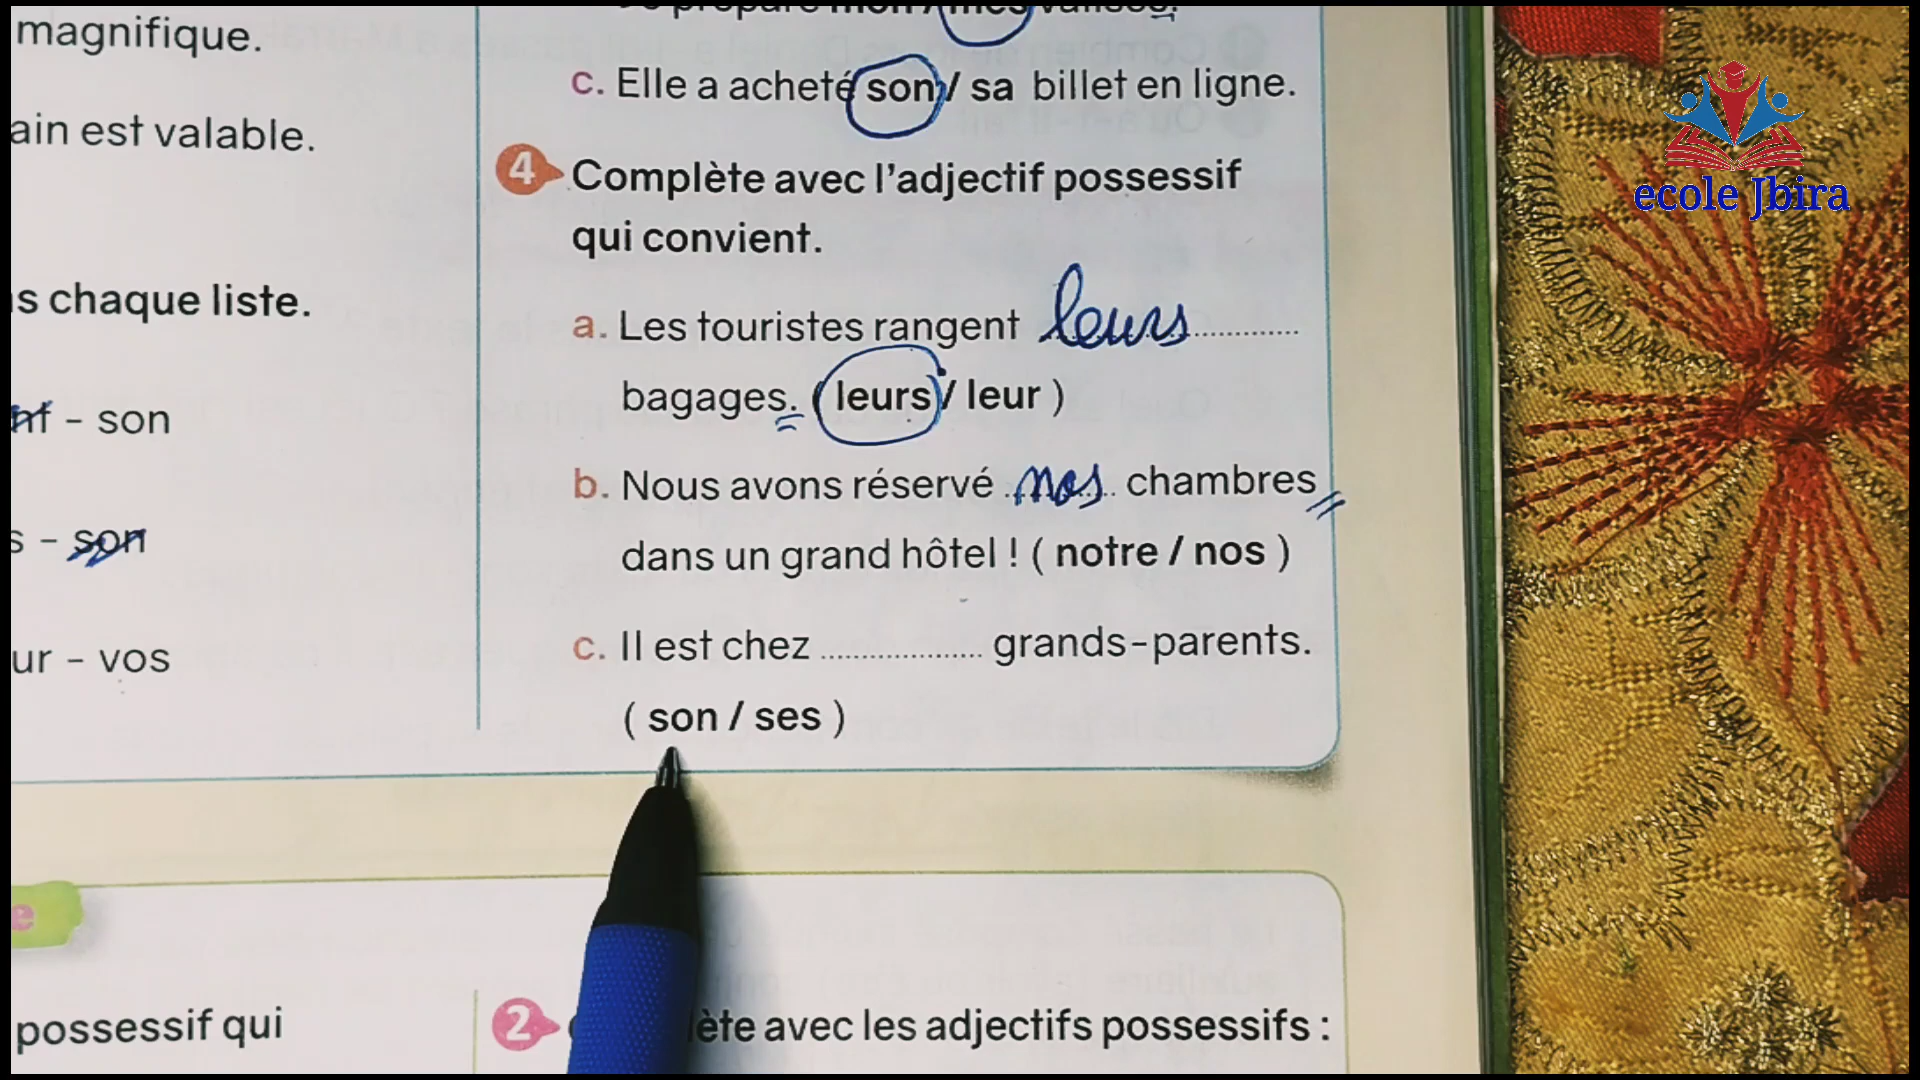 magnifique.
ain est valable.
s chaque liste.
- son
s - son
ur - vos
possessif qui
c. Elle a acheté son / sa billet en ligne.
4 Complète avec l'adjectif possessif
qui convient.
a. Les touristes rangent leurs
bagages. ( leurs / leur )
b. Nous avons réservé nos chambres
dans un grand hôtel ! ( notre / nos )
c. Il est chez .................. grands-parents.
( son / ses )
e
2 lète avec les adjectifs possessifs :
ecole Jbira